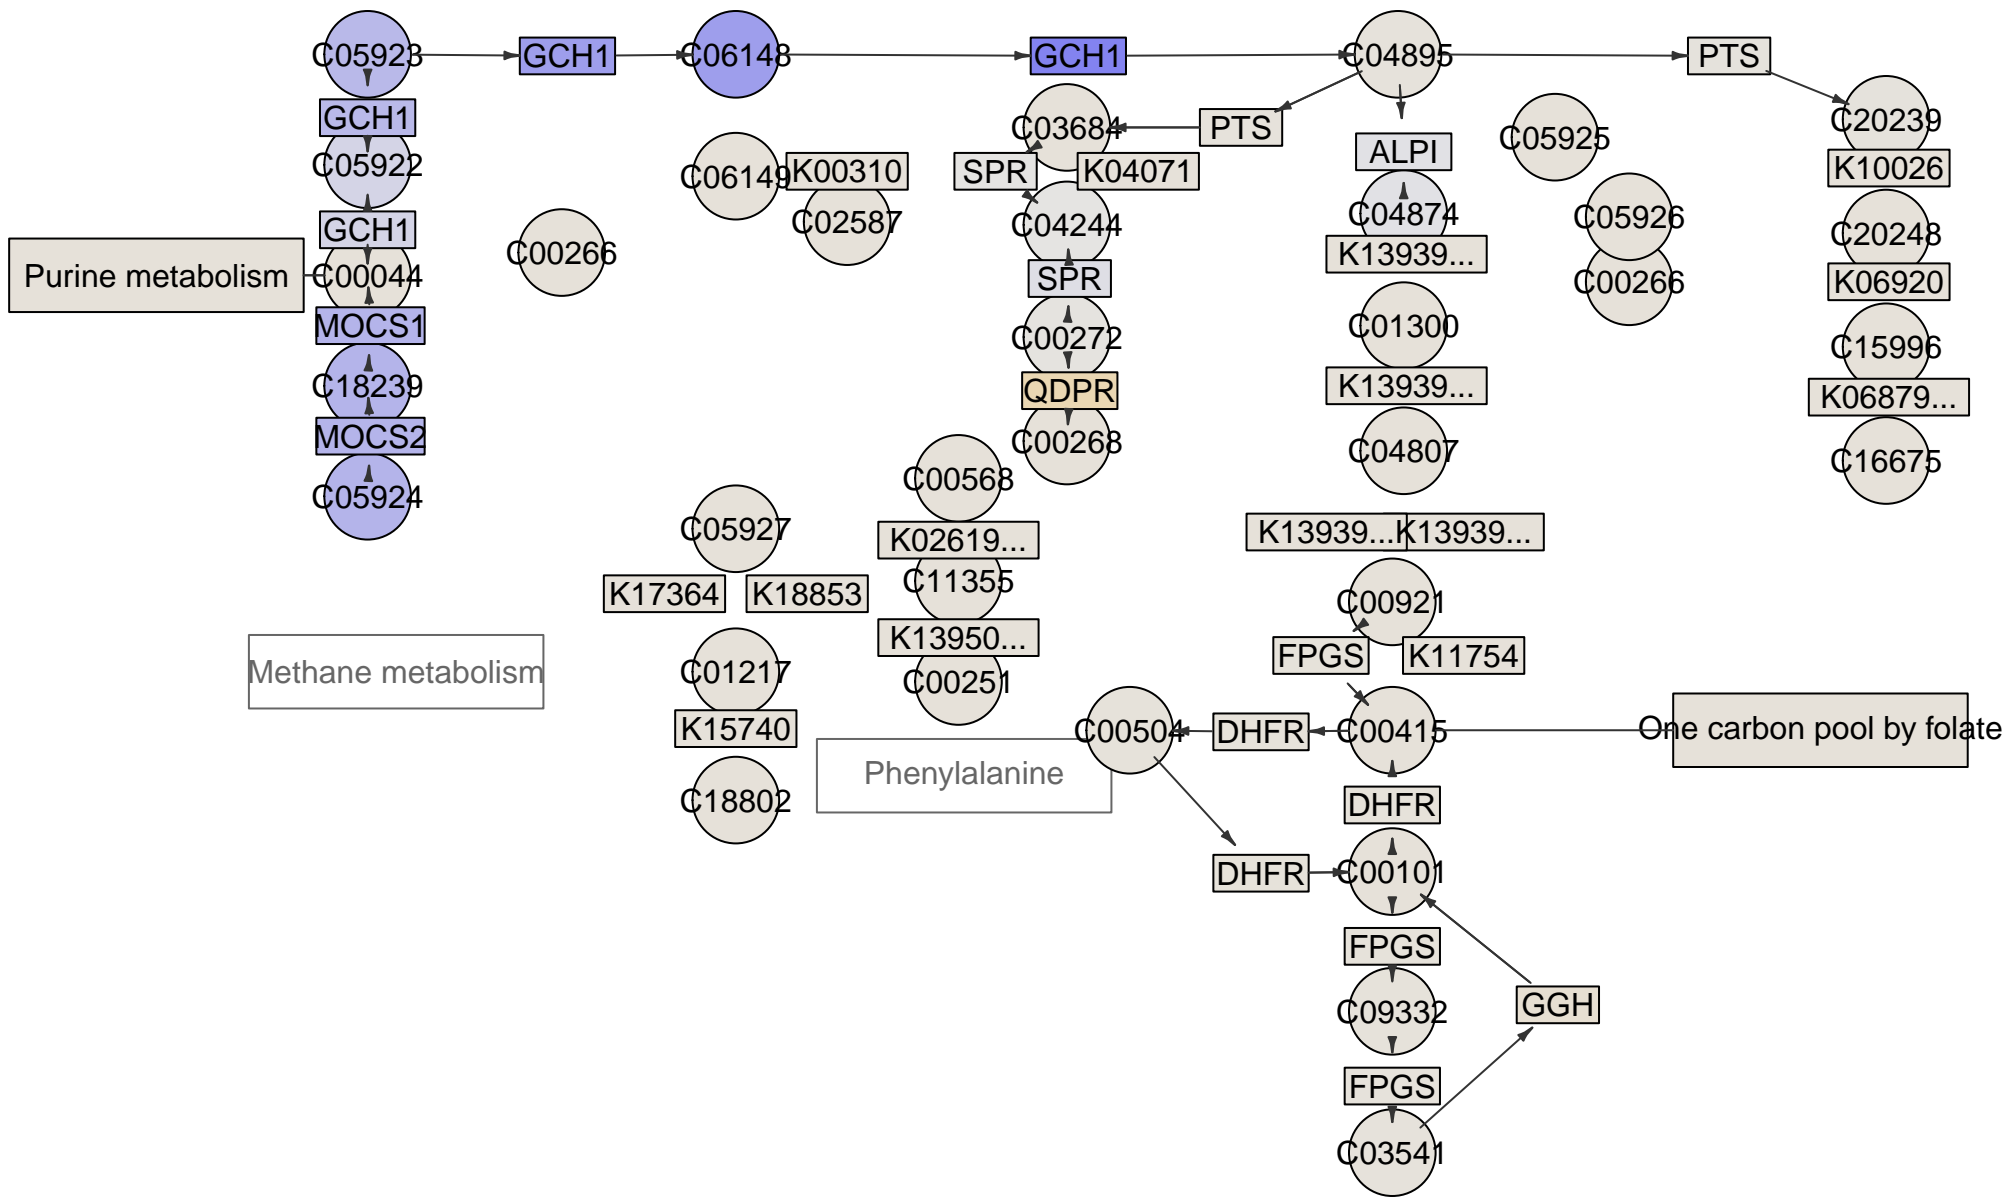 C05923
GCH1
C06148
GCH1
C04895
PTS
GCH1
C03684
PTS
C20239
C05922
C06149
K00310
SPR
K04071
ALPI
C05925
K10026
GCH1
C00266
C02587
C04244
C04874
C05926
C20248
Purine metabolism
C00044
SPR
K13939...
C00266
K06920
MOCS1
C00272
C01300
C15996
C18239
QDPR
K13939...
K06879...
MOCS2
C00268
C04807
C16675
C05924
C00568
C05927
K02619...
K13939...
K13939...
K17364
K18853
C11355
C00921
Methane metabolism
C01217
K13950...
C00251
FPGS
K11754
K15740
C00504
DHFR
C00415
One carbon pool by folate
Phenylalanine
C18802
DHFR
DHFR
C00101
FPGS
C09332
GGH
FPGS
C03541